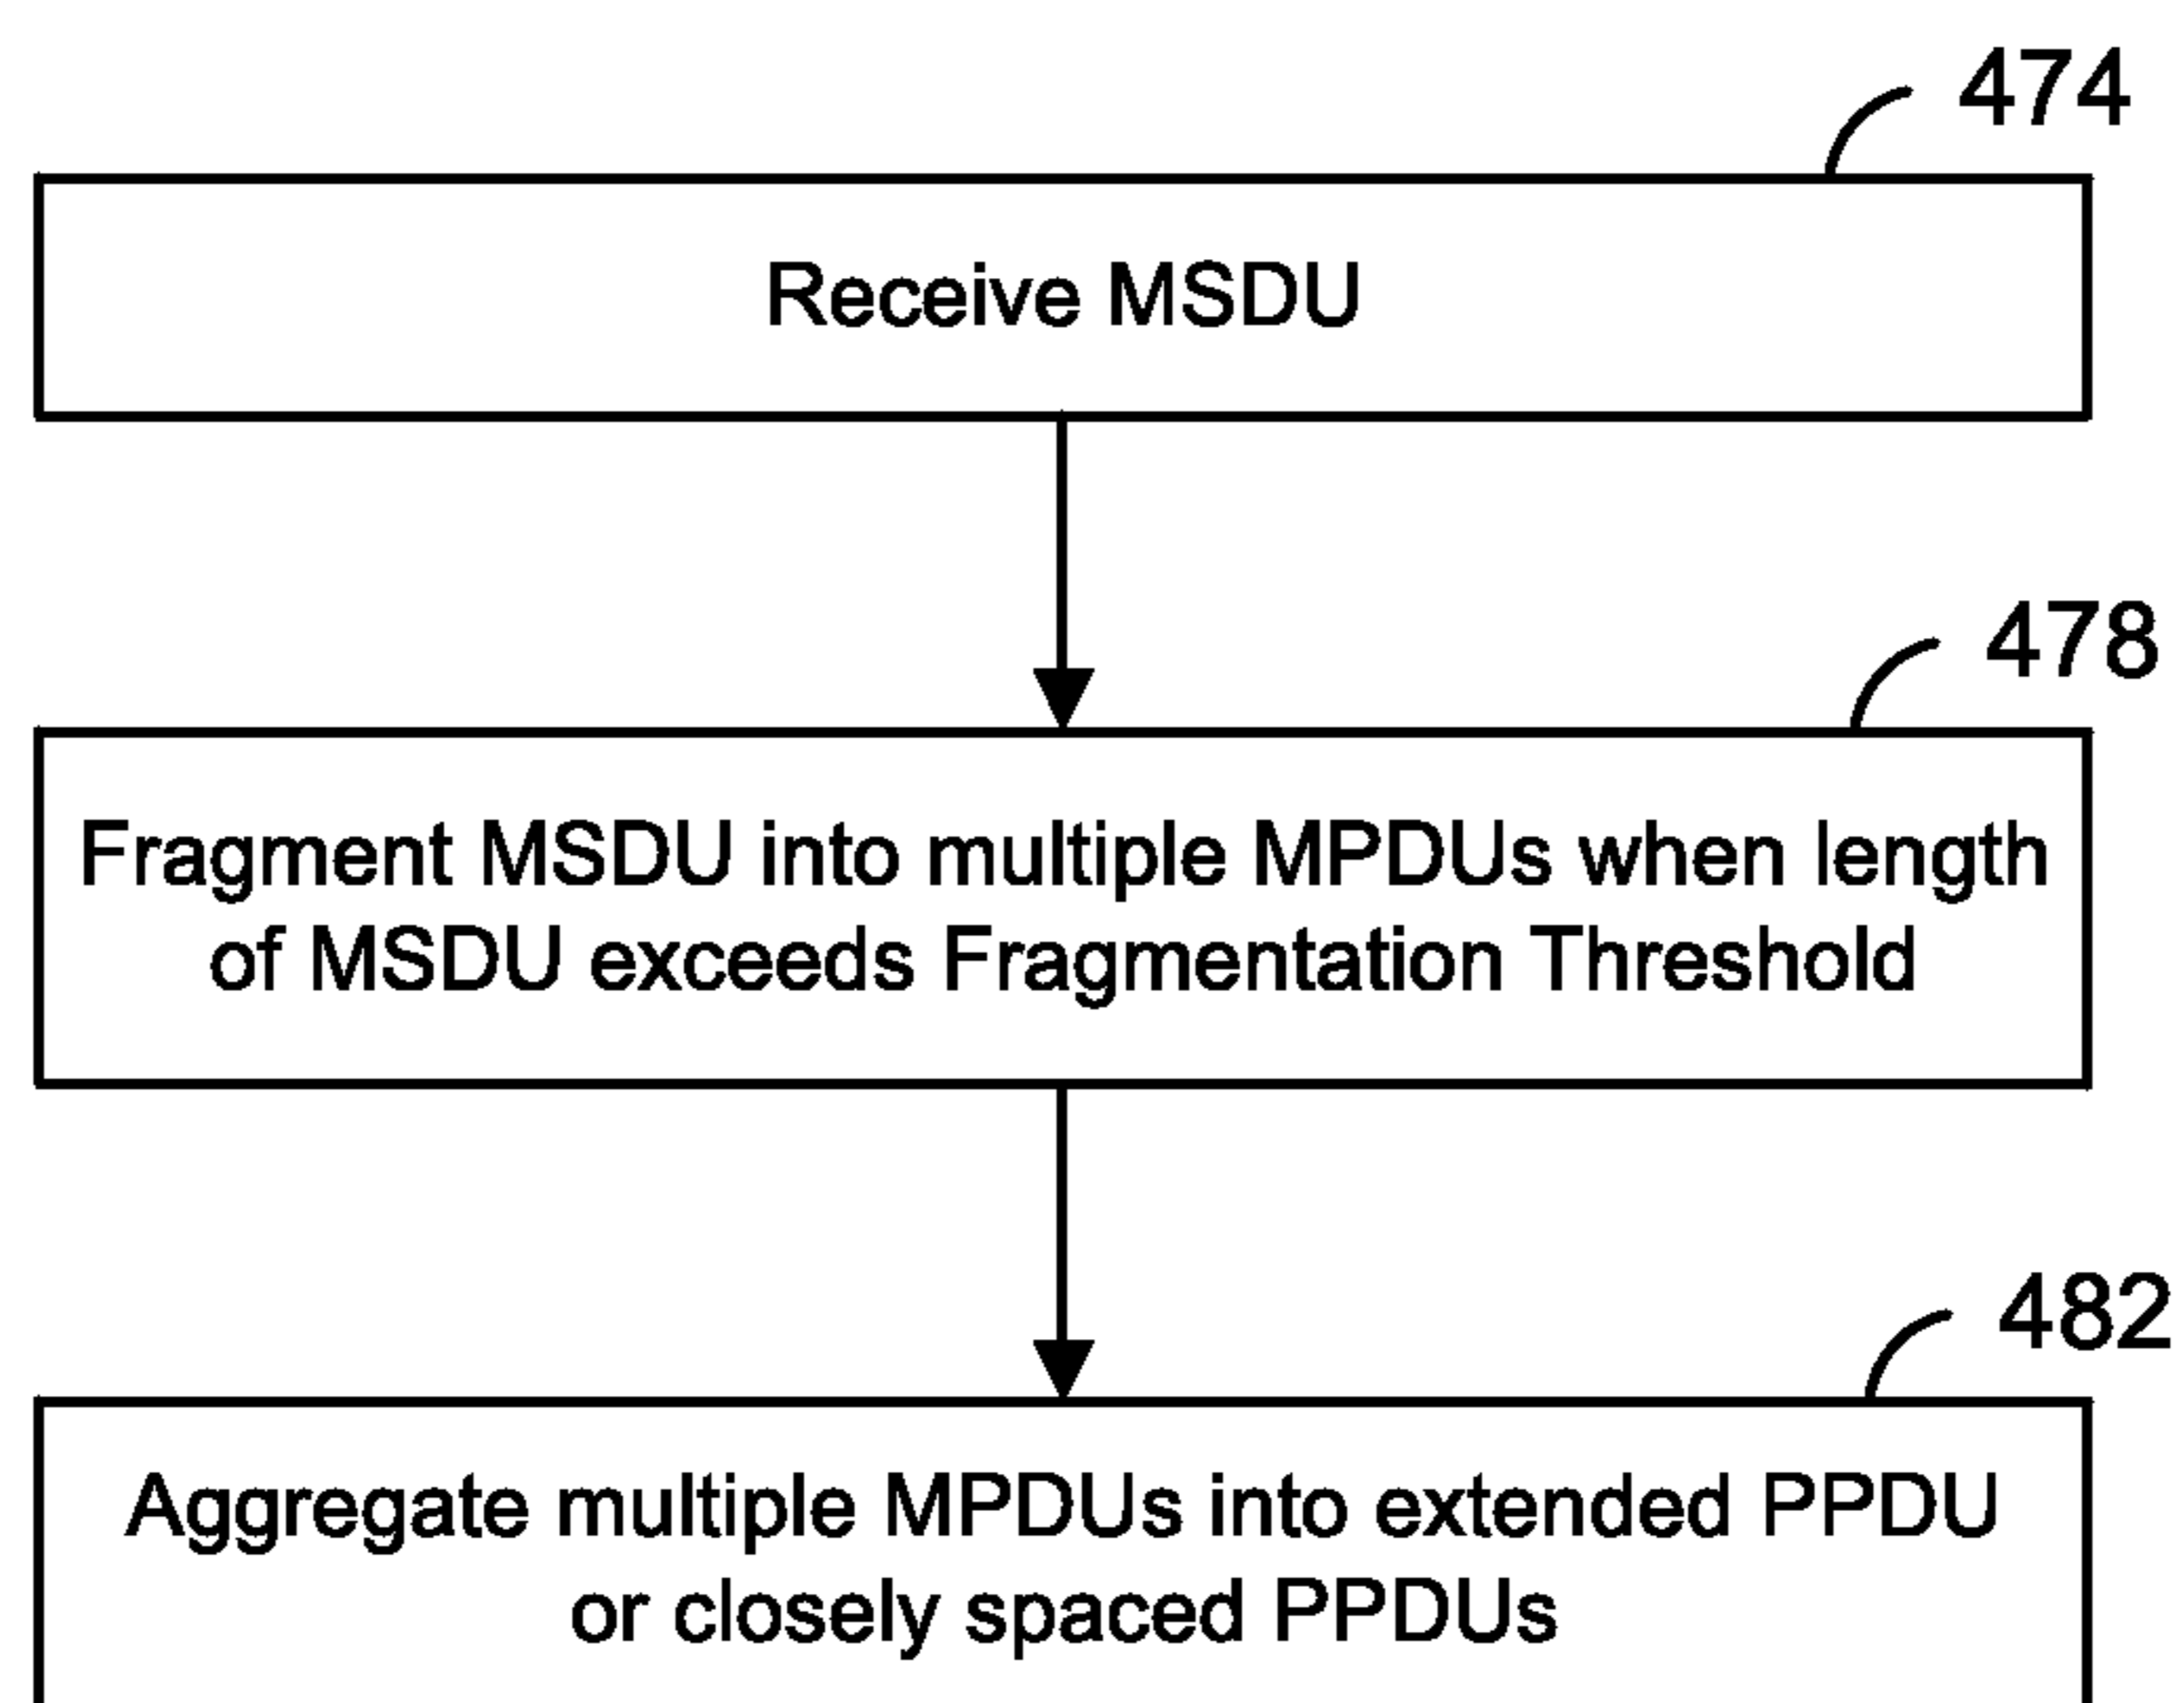 474
Receive MSDU
478
Fragment MSDU into multiple MPDUs when length
of MSDU exceeds Fragmentation Threshold
482
Aggregate multiple MPDUs into extended PPDU
or closely spaced PPDUs